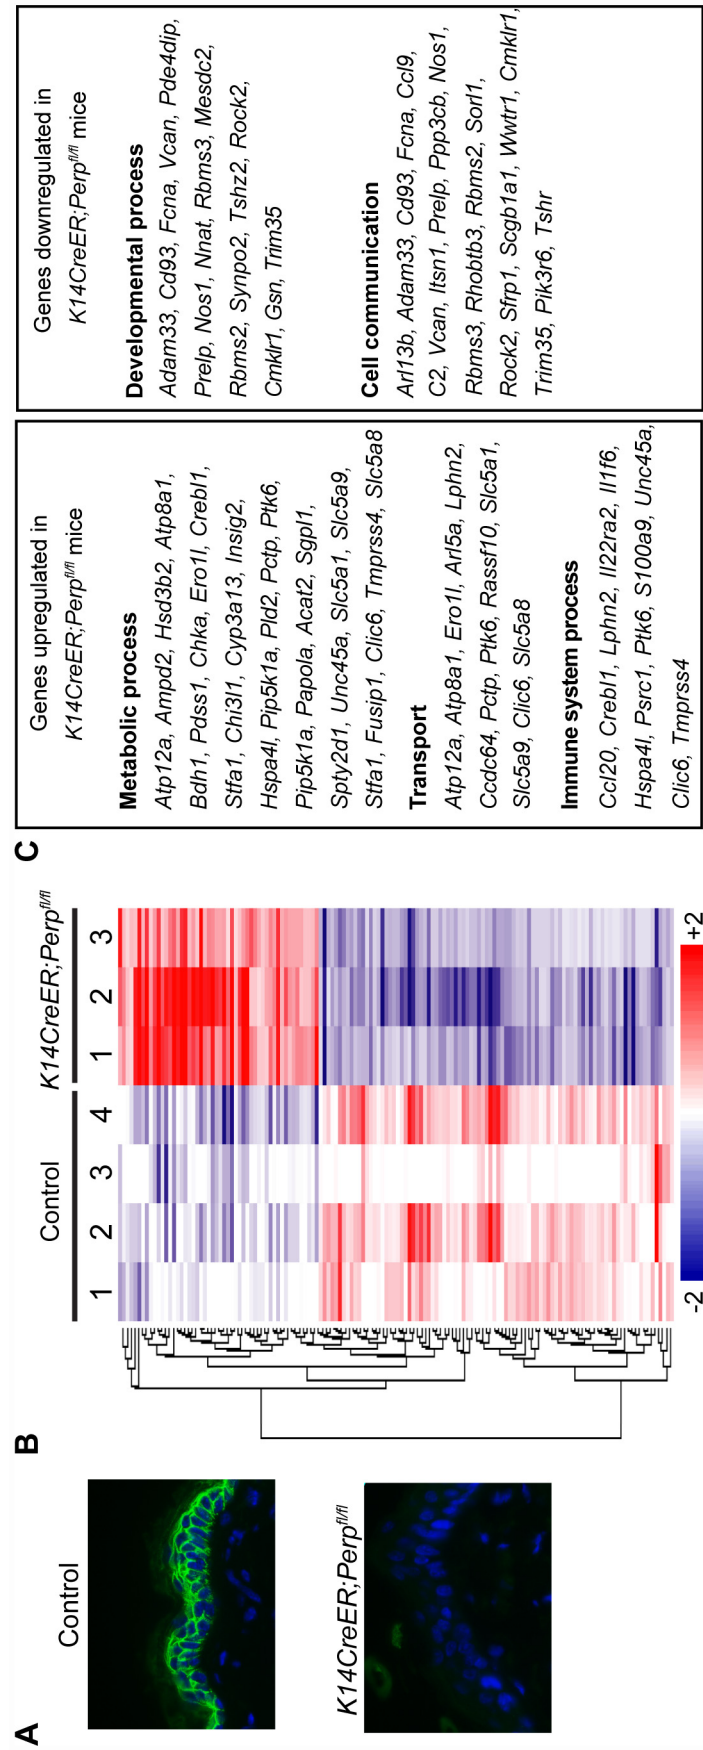 A
Control
K14CreER;Perpfl/fl
B
Control
K14CreER;Perpfl/fl
1 2 3 4 1 2 3
-2 +2
C
Genes upregulated in
K14CreER;Perpfl/fl mice
Metabolic process
Atp12a, Ampd2, Hsd3b2, Atp8a1,
Bdh1, Pdss1, Chka, Ero1l, Crebl1,
Stfa1, Chi3l1, Cyp3a13, Insig2,
Hspa4l, Pip5k1a, Pld2, Pctp, Ptk6,
Pip5k1a, Papola, Acat2, Sgpl1,
Spty2d1, Unc45a, Slc5a1, Slc5a9,
Stfa1, Fusip1, Clic6, Tmprss4, Slc5a8
Transport
Atp12a, Atp8a1, Ero1l, Arl5a, Lphn2,
Ccdc64, Pctp, Ptk6, Rassf10, Slc5a1,
Slc5a9, Clic6, Slc5a8
Immune system process
Ccl20, Crebl1, Lphn2, Il22ra2, Il1f6,
Hspa4l, Psrc1, Ptk6, S100a9, Unc45a,
Clic6, Tmprss4
Genes downregulated in
K14CreER;Perpfl/fl mice
Developmental process
Adam33, Cd93, Fcna, Vcan, Pde4dip,
Prelp, Nos1, Nnat, Rbms3, Mesdc2,
Rbms2, Synpo2, Tshz2, Rock2,
Cmklr1, Gsn, Trim35
Cell communication
Arl13b, Adam33, Cd93, Fcna, Ccl9,
C2, Vcan, Itsn1, Prelp, Ppp3cb, Nos1,
Rbms3, Rhobtb3, Rbms2, Sorl1,
Rock2, Sfrp1, Scgb1a1, Wwtr1, Cmklr1,
Trim35, Pik3r6, Tshr